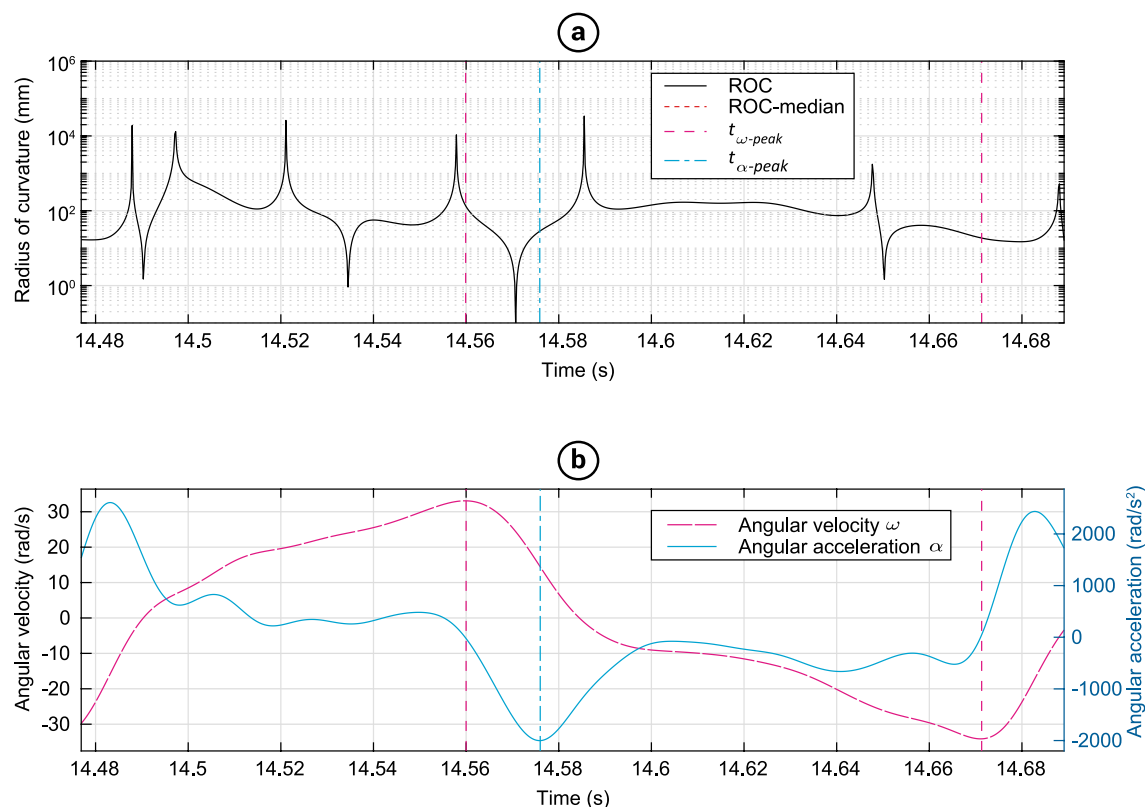 a
10^6
10^4
10^2
10^0
Radius of curvature (mm)
ROC
ROC-median
t_ω-peak
t_α-peak
14.48 14.5 14.52 14.54 14.56 14.58 14.6 14.62 14.64 14.66 14.68
Time (s)
b
30
20
10
0
-10
-20
-30
Angular velocity (rad/s)
Angular velocity ω
Angular acceleration α
2000
1000
0
-1000
-2000
Angular acceleration (rad/s²)
14.48 14.5 14.52 14.54 14.56 14.58 14.6 14.62 14.64 14.66 14.68
Time (s)